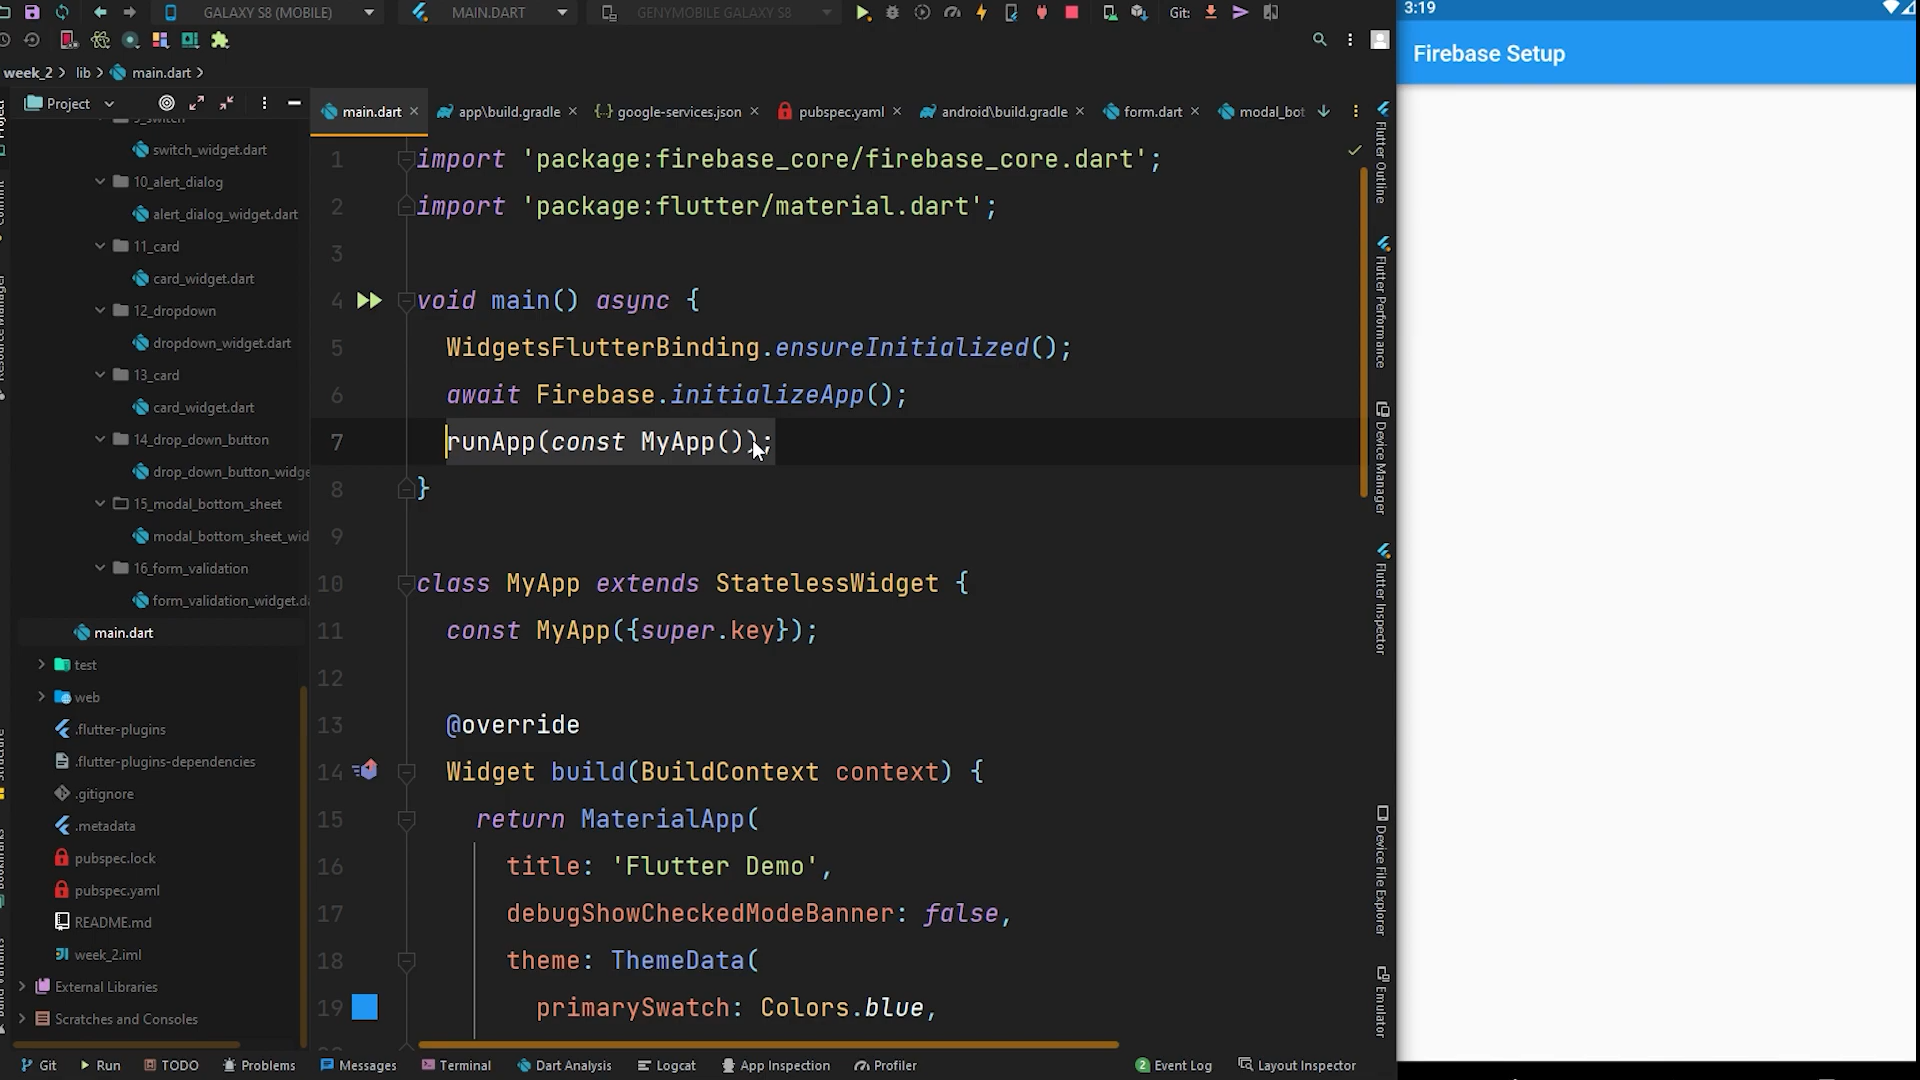 GALAXY S8 (MOBILE)
MAIN.DART
GENYMOBILE GALAXY S8
Git:
3:19
Firebase Setup
week_2 > lib > main.dart >
Project
main.dart
app\build.gradle
google-services.json
pubspec.yaml
android\build.gradle
form.dart
modal_bot
switch_widget.dart
10_alert_dialog
alert_dialog_widget.dart
11_card
card_widget.dart
12_dropdown
dropdown_widget.dart
13_card
card_widget.dart
14_drop_down_button
drop_down_button_widge
15_modal_bottom_sheet
modal_bottom_sheet_wid
16_form_validation
form_validation_widget.da
main.dart
test
web
.flutter-plugins
.flutter-plugins-dependencies
.gitignore
.metadata
pubspec.lock
pubspec.yaml
README.md
week_2.iml
External Libraries
Scratches and Consoles
1 import 'package:firebase_core/firebase_core.dart';
2 import 'package:flutter/material.dart';
3
4 void main() async {
5 WidgetsFlutterBinding.ensureInitialized();
6 await Firebase.initializeApp();
7 runApp(const MyApp());
8 }
9
10 class MyApp extends StatelessWidget {
11 const MyApp({super.key});
12
13 @override
14 Widget build(BuildContext context) {
15 return MaterialApp(
16 title: 'Flutter Demo',
17 debugShowCheckedModeBanner: false,
18 theme: ThemeData(
19 primarySwatch: Colors.blue,
Flutter Outline
Flutter Performance
Device Manager
Flutter Inspector
Device File Explorer
Emulator
Git
Run
TODO
Problems
Messages
Terminal
Dart Analysis
Logcat
App Inspection
Profiler
2 Event Log
Layout Inspector